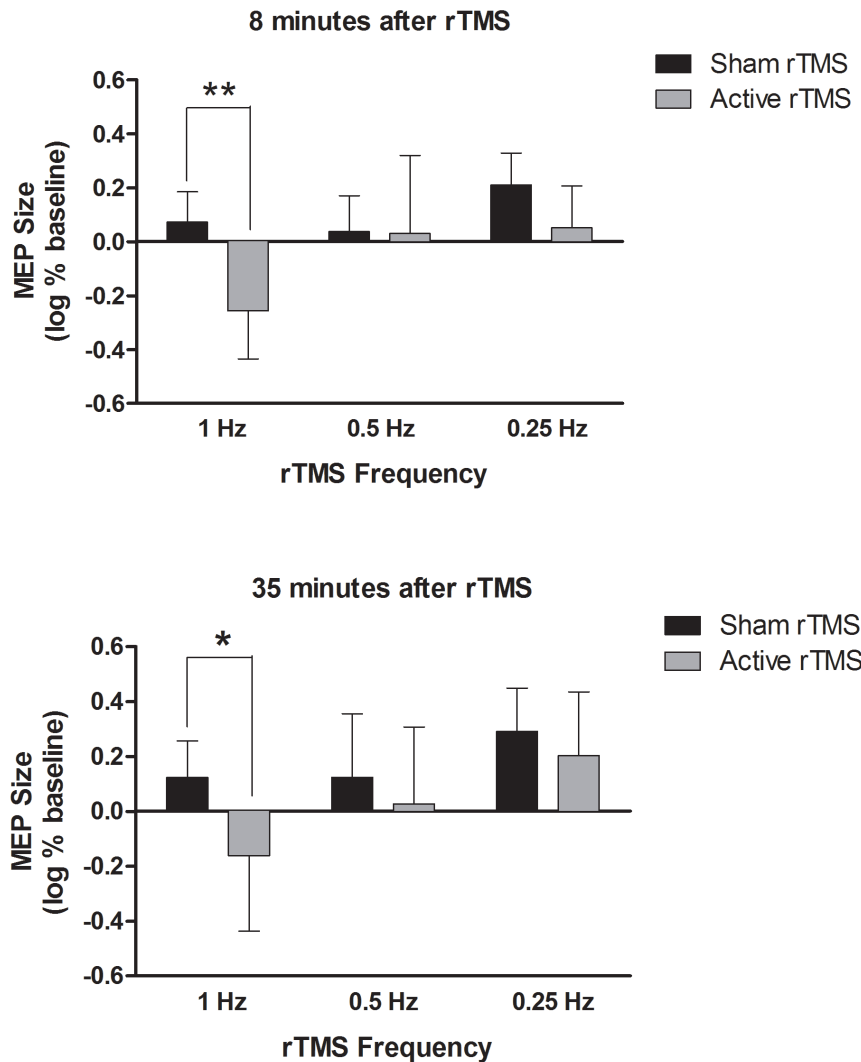 8 minutes after rTMS
Sham rTMS
Active rTMS
MEP Size
(log % baseline)
0.6
0.4
0.2
0.0
-0.2
-0.4
-0.6
**
1 Hz
0.5 Hz
0.25 Hz
rTMS Frequency
35 minutes after rTMS
Sham rTMS
Active rTMS
MEP Size
(log % baseline)
0.6
0.4
0.2
0.0
-0.2
-0.4
-0.6
*
1 Hz
0.5 Hz
0.25 Hz
rTMS Frequency